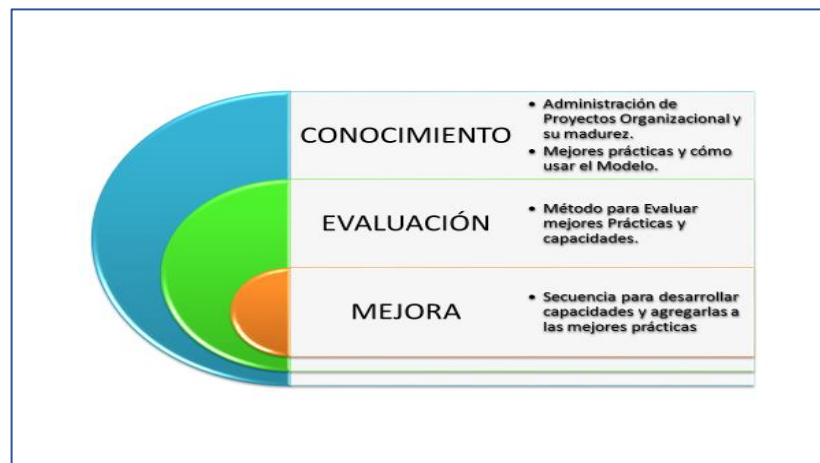 CONOCIMIENTO
• Administración de
Proyectos Organizacional y
su madurez.
• Mejores prácticas y cómo
usar el Modelo.
EVALUACIÓN
• Método para Evaluar
mejores Prácticas y
capacidades.
MEJORA
• Secuencia para desarrollar
capacidades y agregarlas a
las mejores prácticas